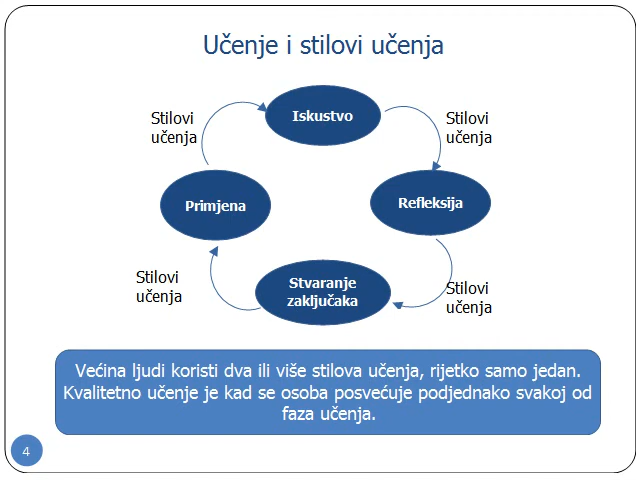 Učenje i stilovi učenja
Iskustvo
Stilovi
učenja
Stilovi
učenja
Primjena
Refleksija
Stilovi
učenja
Stvaranje
zaključaka
Stilovi
učenja
Većina ljudi koristi dva ili više stilova učenja, rijetko samo jedan.
Kvalitetno učenje je kad se osoba posvećuje podjednako svakoj od
faza učenja.
4